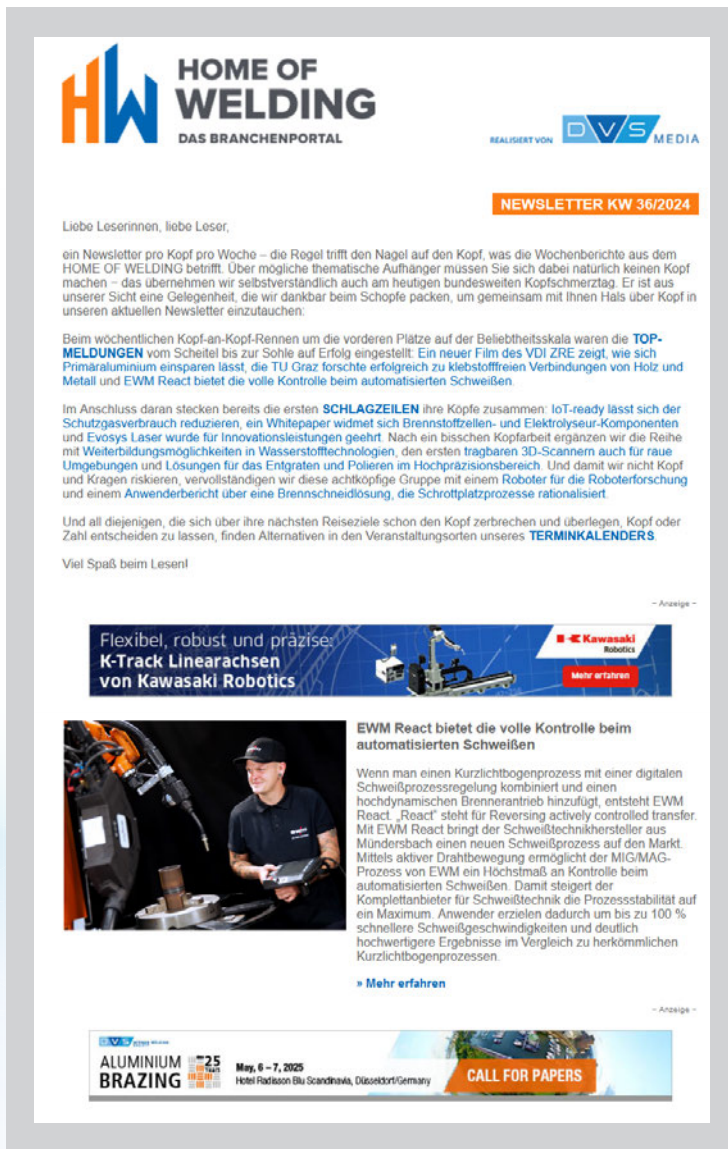 HOME OF
WELDING
DAS BRANCHENPORTAL
REALISIERT VON DVS MEDIA
NEWSLETTER KW 36/2024
Liebe Leserinnen, liebe Leser,
ein Newsletter pro Kopf pro Woche – die Regel trifft den Nagel auf den Kopf, was die Wochenberichte aus dem
HOME OF WELDING betrifft. Über mögliche thematische Aufhänger müssen Sie sich dabei natürlich keinen Kopf
machen – das übernehmen wir selbstverständlich auch am heutigen bundesweiten Kopfschmerztag. Er ist aus
unserer Sicht eine Gelegenheit, die wir dankbar beim Schopfe packen, um gemeinsam mit Ihnen Hals über Kopf in
unseren aktuellen Newsletter einzutauchen:
Beim wöchentlichen Kopf-an-Kopf-Rennen um die vorderen Plätze auf der Beliebtheitsskala waren die TOP-
MELDUNGEN vom Scheitel bis zur Sohle auf Erfolg eingestellt: Ein neuer Film des VDI ZRE zeigt, wie sich
Primäraluminium einsparen lässt, die TU Graz forschte erfolgreich zu klebstofffreien Verbindungen von Holz und
Metall und EWM React bietet die volle Kontrolle beim automatisierten Schweißen.
Im Anschluss daran stecken bereits die ersten SCHLAGZEILEN ihre Köpfe zusammen: IoT-ready lässt sich der
Schutzgasverbrauch reduzieren, ein Whitepaper widmet sich Brennstoffzellen- und Elektrolyseur-Komponenten
und Evosys Laser wurde für Innovationsleistungen geehrt. Nach ein bisschen Kopfarbeit ergänzen wir die Reihe
mit Weiterbildungsmöglichkeiten in Wasserstofftechnologien, den ersten tragbaren 3D-Scannern auch für raue
Umgebungen und Lösungen für das Entgraten und Polieren im Hochpräzisionsbereich. Und damit wir nicht Kopf
und Kragen riskieren, vervollständigen wir diese achtköpfige Gruppe mit einem Roboter für die Roboterforschung
und einem Anwenderbericht über eine Brennschneidlösung, die Schrottplatzprozesse rationalisiert.
Und all diejenigen, die sich über ihre nächsten Reiseziele schon den Kopf zerbrechen und überlegen, Kopf oder
Zahl entscheiden zu lassen, finden Alternativen in den Veranstaltungsorten unseres TERMINKALENDERS.
Viel Spaß beim Lesen!
– Anzeige –
Flexibel, robust und präzise:
K-Track Linearachsen
von Kawasaki Robotics
Kawasaki
Robotics
Mehr erfahren
EWM React bietet die volle Kontrolle beim
automatisierten Schweißen
Wenn man einen Kurzlichtbogenprozess mit einer digitalen
Schweißprozessregelung kombiniert und einen
hochdynamischen Brennerantrieb hinzufügt, entsteht EWM
React. „React" steht für Reversing actively controlled transfer.
Mit EWM React bringt der Schweißtechnikhersteller aus
Mündersbach einen neuen Schweißprozess auf den Markt.
Mittels aktiver Drahtbewegung ermöglicht der MIG/MAG-
Prozess von EWM ein Höchstmaß an Kontrolle beim
automatisierten Schweißen. Damit steigert der
Komplettanbieter für Schweißtechnik die Prozessstabilität auf
ein Maximum. Anwender erzielen dadurch um bis zu 100 %
schnellere Schweißgeschwindigkeiten und deutlich
hochwertigere Ergebnisse im Vergleich zu herkömmlichen
Kurzlichtbogenprozessen.
» Mehr erfahren
– Anzeige –
DVS
ALUMINIUM
BRAZING
25
Years
May, 6 – 7, 2025
Hotel Radisson Blu Scandinavia, Düsseldorf/Germany
CALL FOR PAPERS